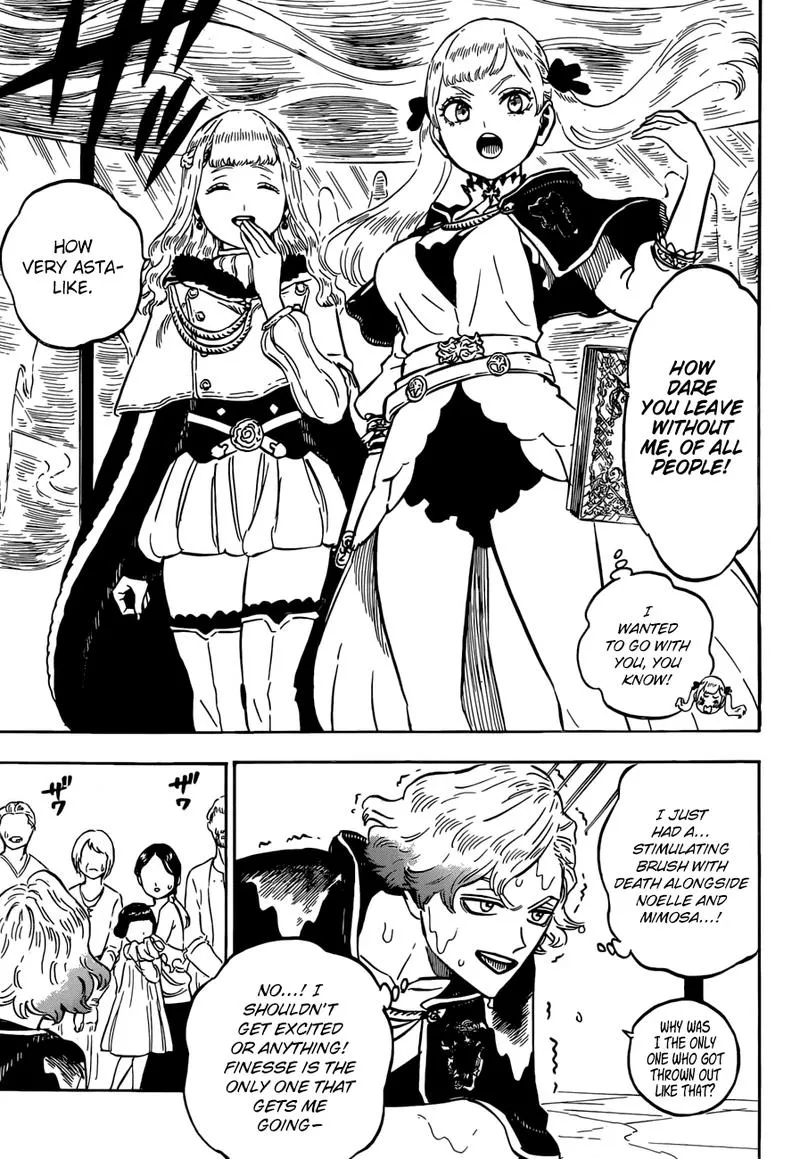 HOW
DARE
YOU LEAVE
WITHOUT
ME, OF ALL
PEOPLE!
I
WANTED
TO GO WITH
YOU, YOU
KNOW!
HOW
VERY ASTA-
LIKE.
I JUST
HAD A...
STIMULATING
BRUSH WITH
DEATH ALONGSIDE
NOELLE AND
MIMOSA...!
WHY WAS
I THE ONLY
ONE WHO GOT
THROWN OUT
LIKE THAT?
NO...! I
SHOULDN'T
GET EXCITED
OR ANYTHING!
FINESSE IS THE
ONLY ONE THAT
GETS ME
GOING–
ザワ
ザワ